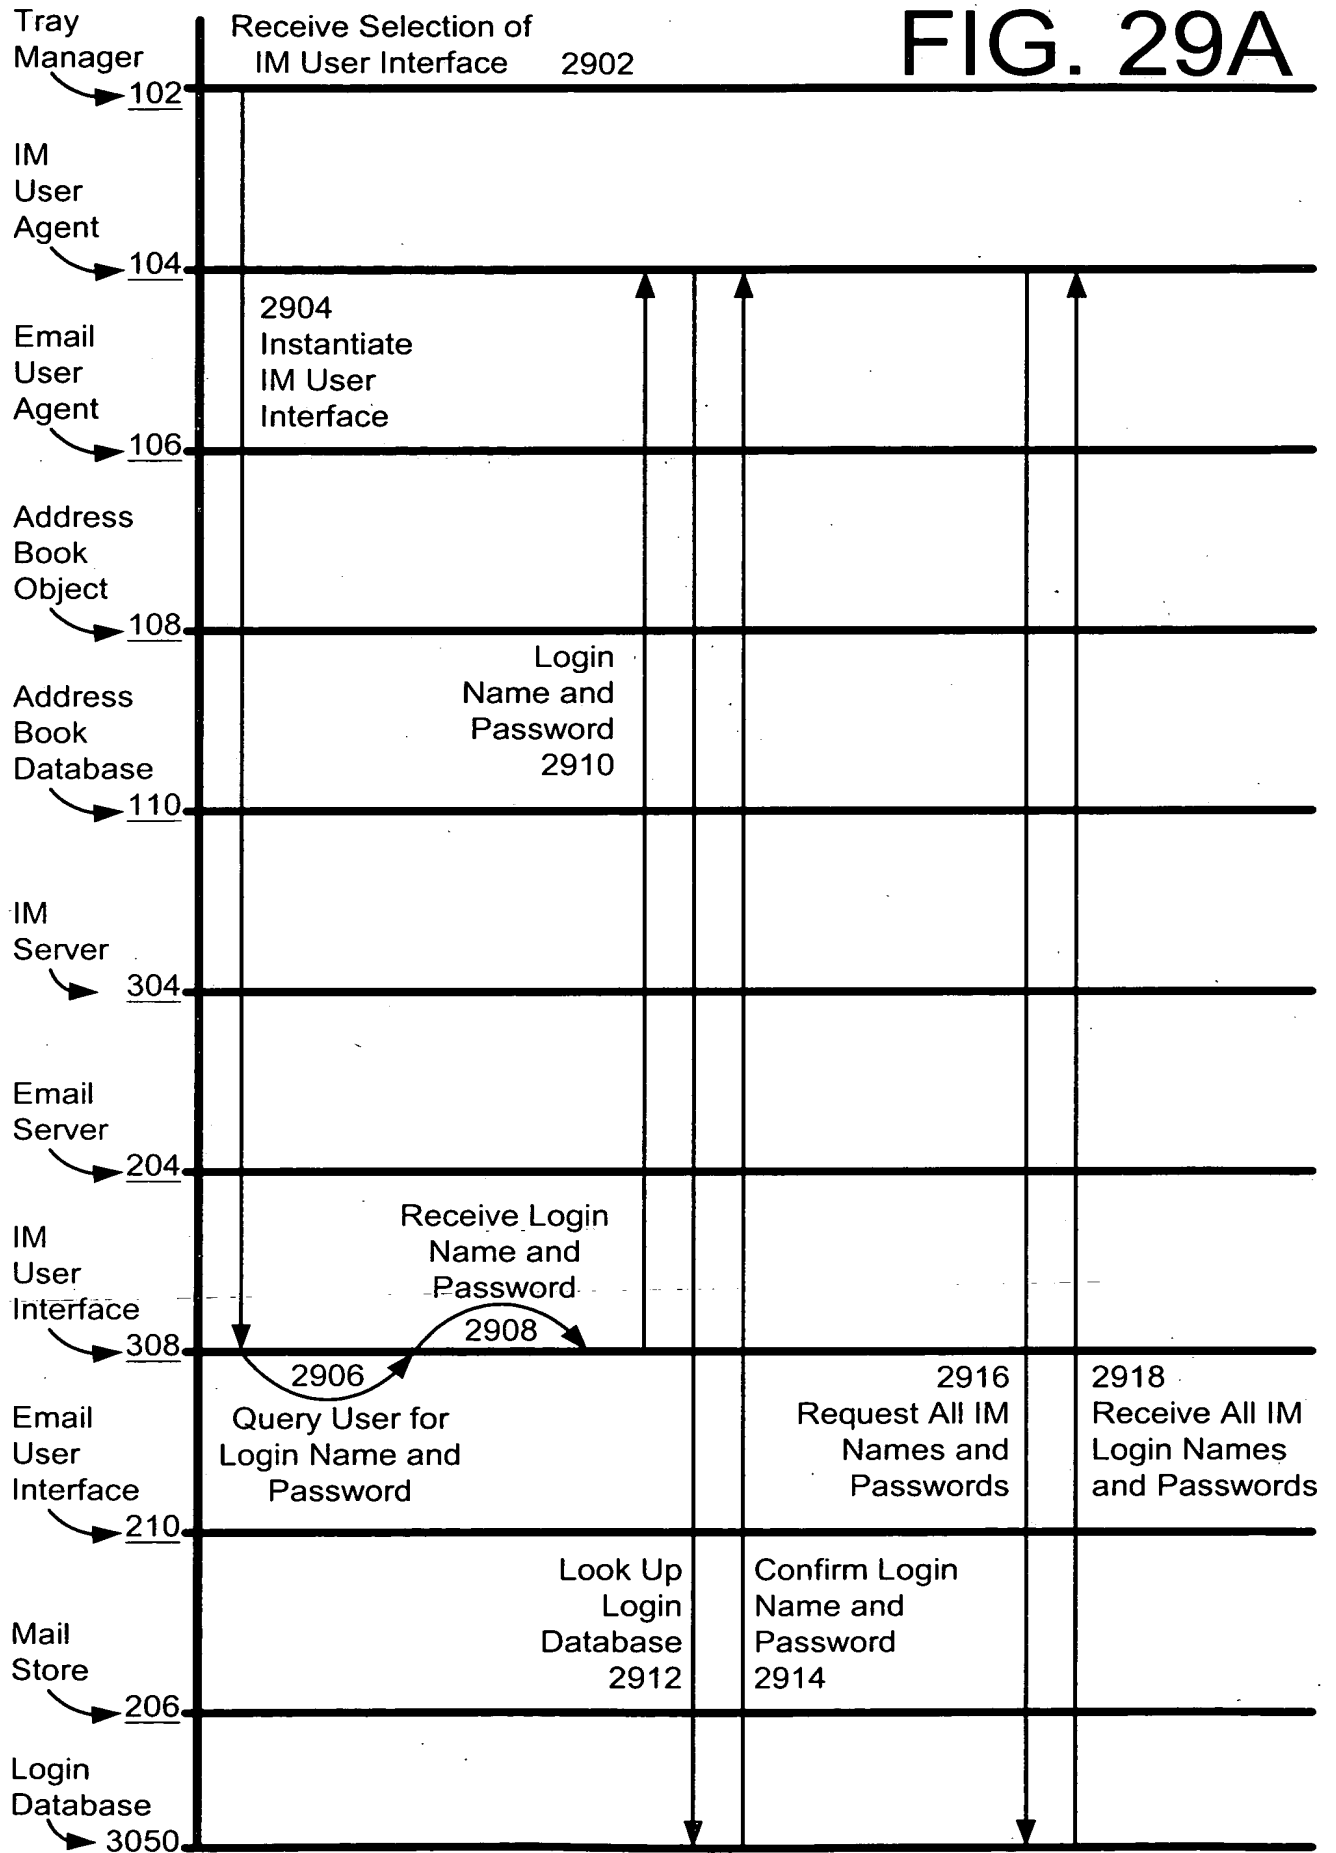 FIG. 29A
Tray
Manager
102
Receive Selection of
IM User Interface 2902
IM
User
Agent
104
2904
Instantiate
IM User
Interface
Email
User
Agent
106
Address
Book
Object
108
Login
Name and
Password
2910
Address
Book
Database
110
IM
Server
304
Email
Server
204
Receive Login
Name and
Password
2908
IM
User
Interface
308
2906
Query User for
Login Name and
Password
2916
Request All IM
Names and
Passwords
2918
Receive All IM
Login Names
and Passwords
Email
User
Interface
210
Look Up
Login
Database
2912
Confirm Login
Name and
Password
2914
Mail
Store
206
Login
Database
3050